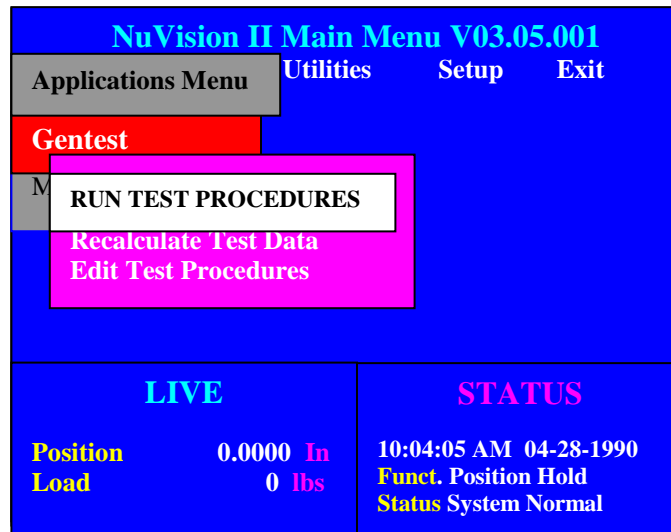 NuVision II Main Menu V03.05.001
Applications Menu Utilities Setup Exit
Gentest
M
RUN TEST PROCEDURES
Recalculate Test Data
Edit Test Procedures
LIVE
Position 0.0000 In
Load 0 lbs
STATUS
10:04:05 AM 04-28-1990
Funct. Position Hold
Status System Normal